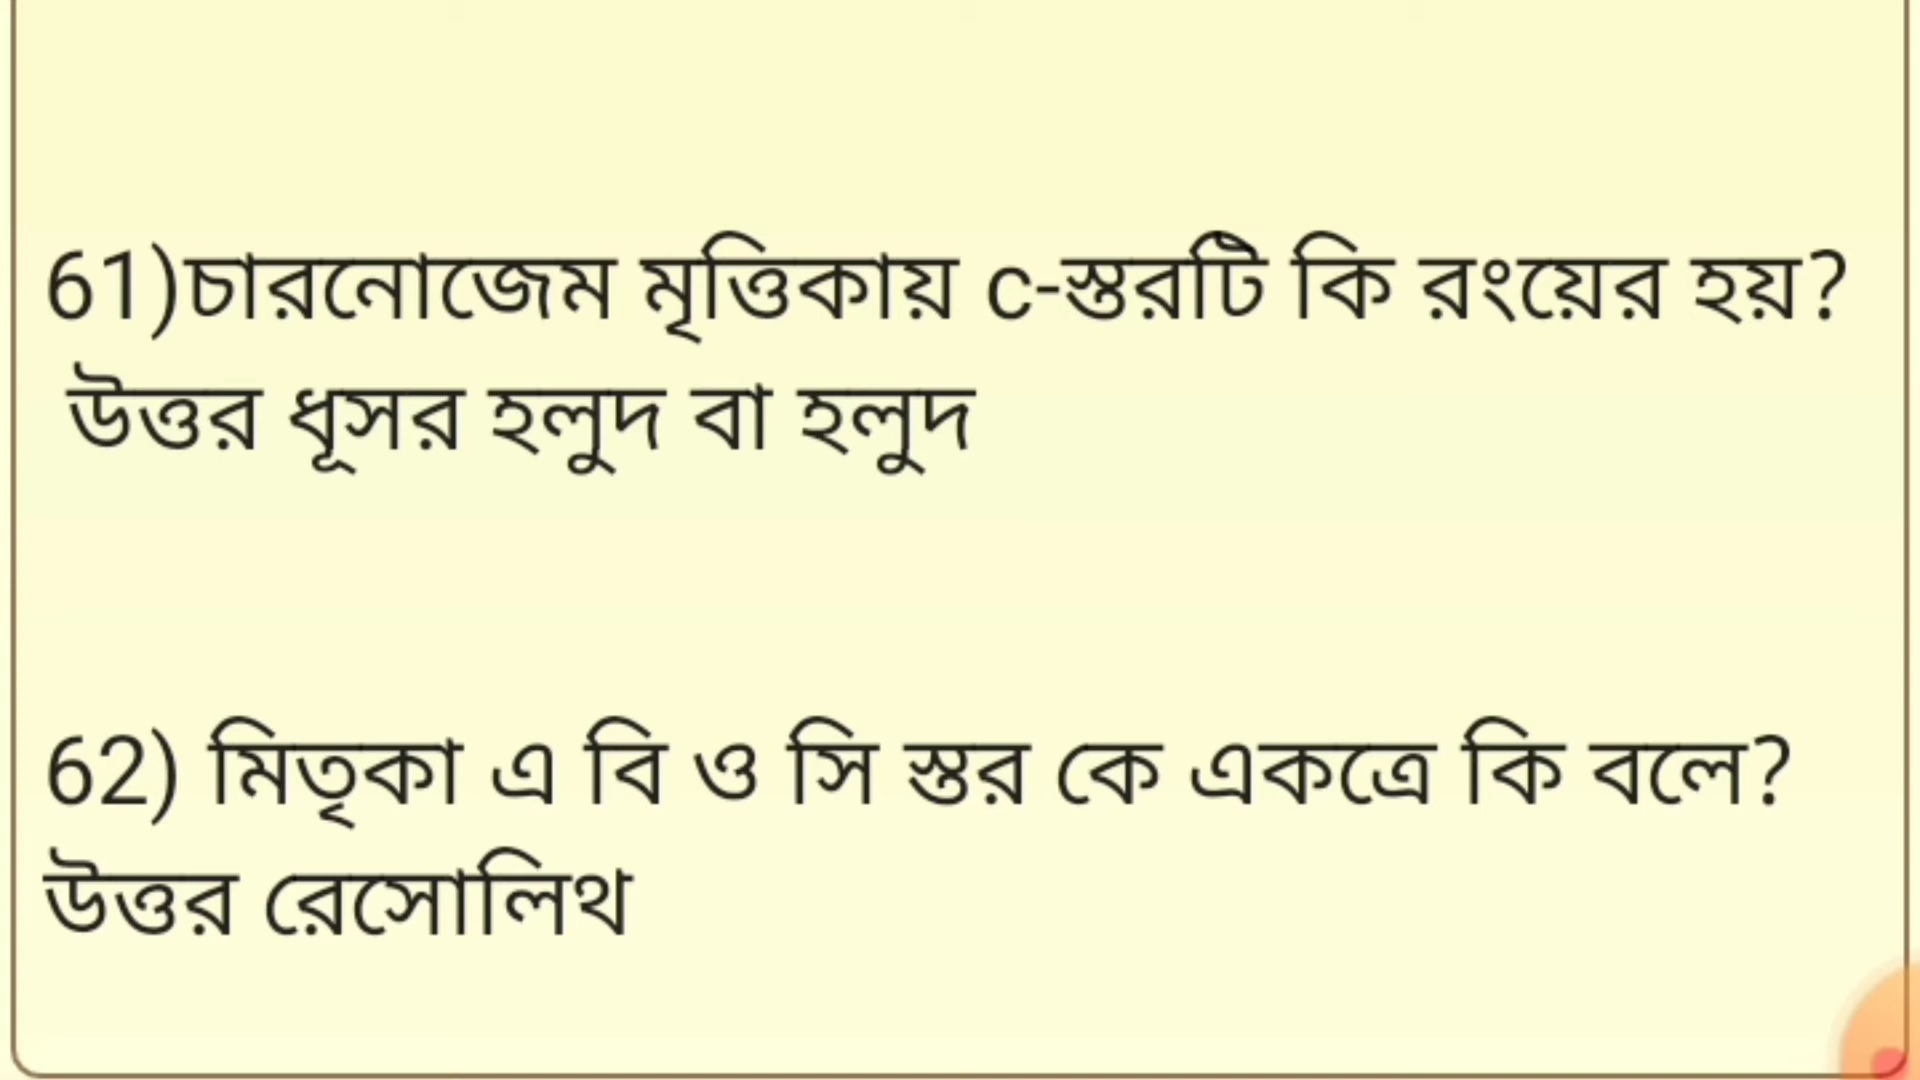 61)চারনোজেম মৃত্তিকায় c-স্তরটি কি রংয়ের হয়?
উত্তর ধূসর হলুদ বা হলুদ
62) মিতৃকা এ বি ও সি স্তর কে একত্রে কি বলে?
উত্তর রেসোলিথ